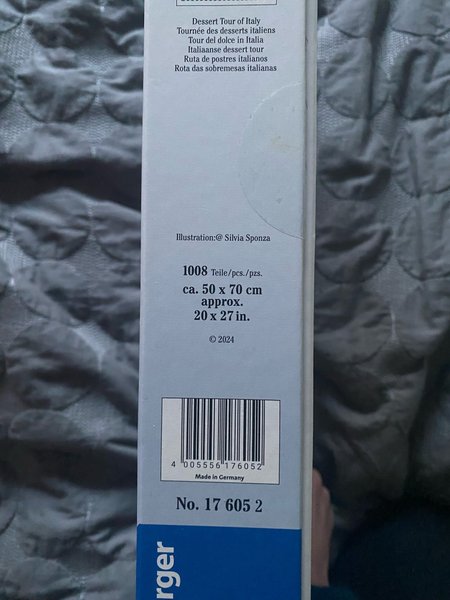 Dessert Tour of Italy
Tournée des desserts italiens
Tour del dolce in Italia
Italiaanse dessert tour
Ruta de postres italianos
Rota das sobremesas italianas
Illustration:@ Silvia Sponza
1008 Teile/pcs./pzs.
ca. 50 x 70 cm
approx.
20 x 27 in.
© 2024
4 005556 176052
Made in Germany
No. 17 605 2
rger